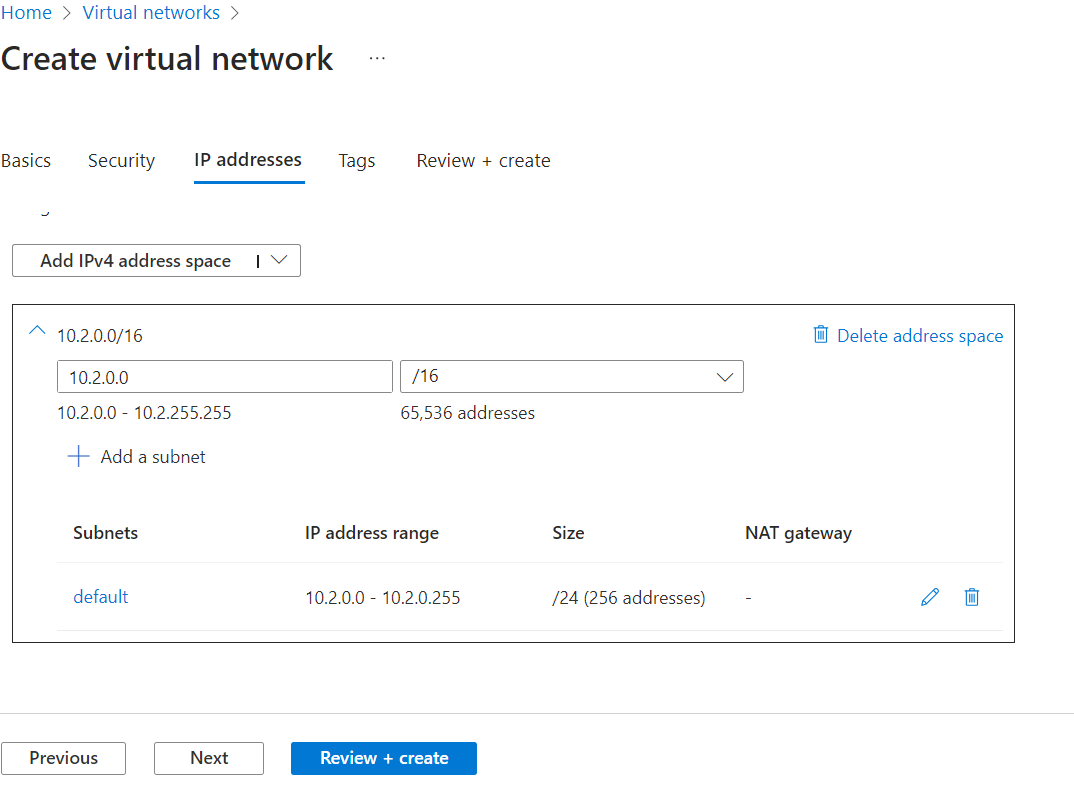 Home > Virtual networks >
Create virtual network ...
Basics Security IP addresses Tags Review + create
Add IPv4 address space
10.2.0.0/16 Delete address space
10.2.0.0 /16
10.2.0.0 - 10.2.255.255 65,536 addresses
+ Add a subnet
Subnets IP address range Size NAT gateway
default 10.2.0.0 - 10.2.0.255 /24 (256 addresses) -
Previous Next Review + create